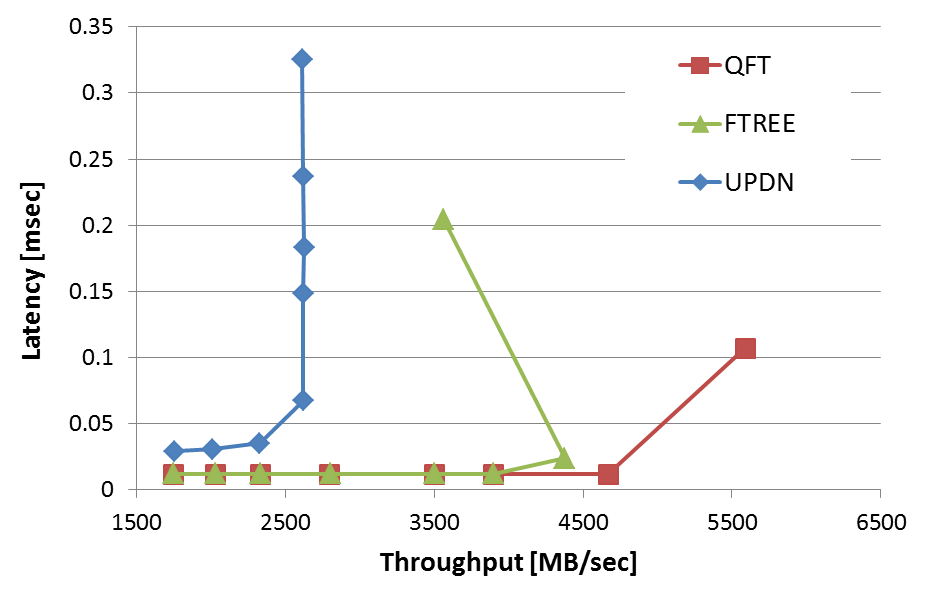 0.35
0.3
0.25
0.2
0.15
0.1
0.05
0
Latency [msec]
QFT
FTREE
UPDN
1500 2500 3500 4500 5500 6500
Throughput [MB/sec]